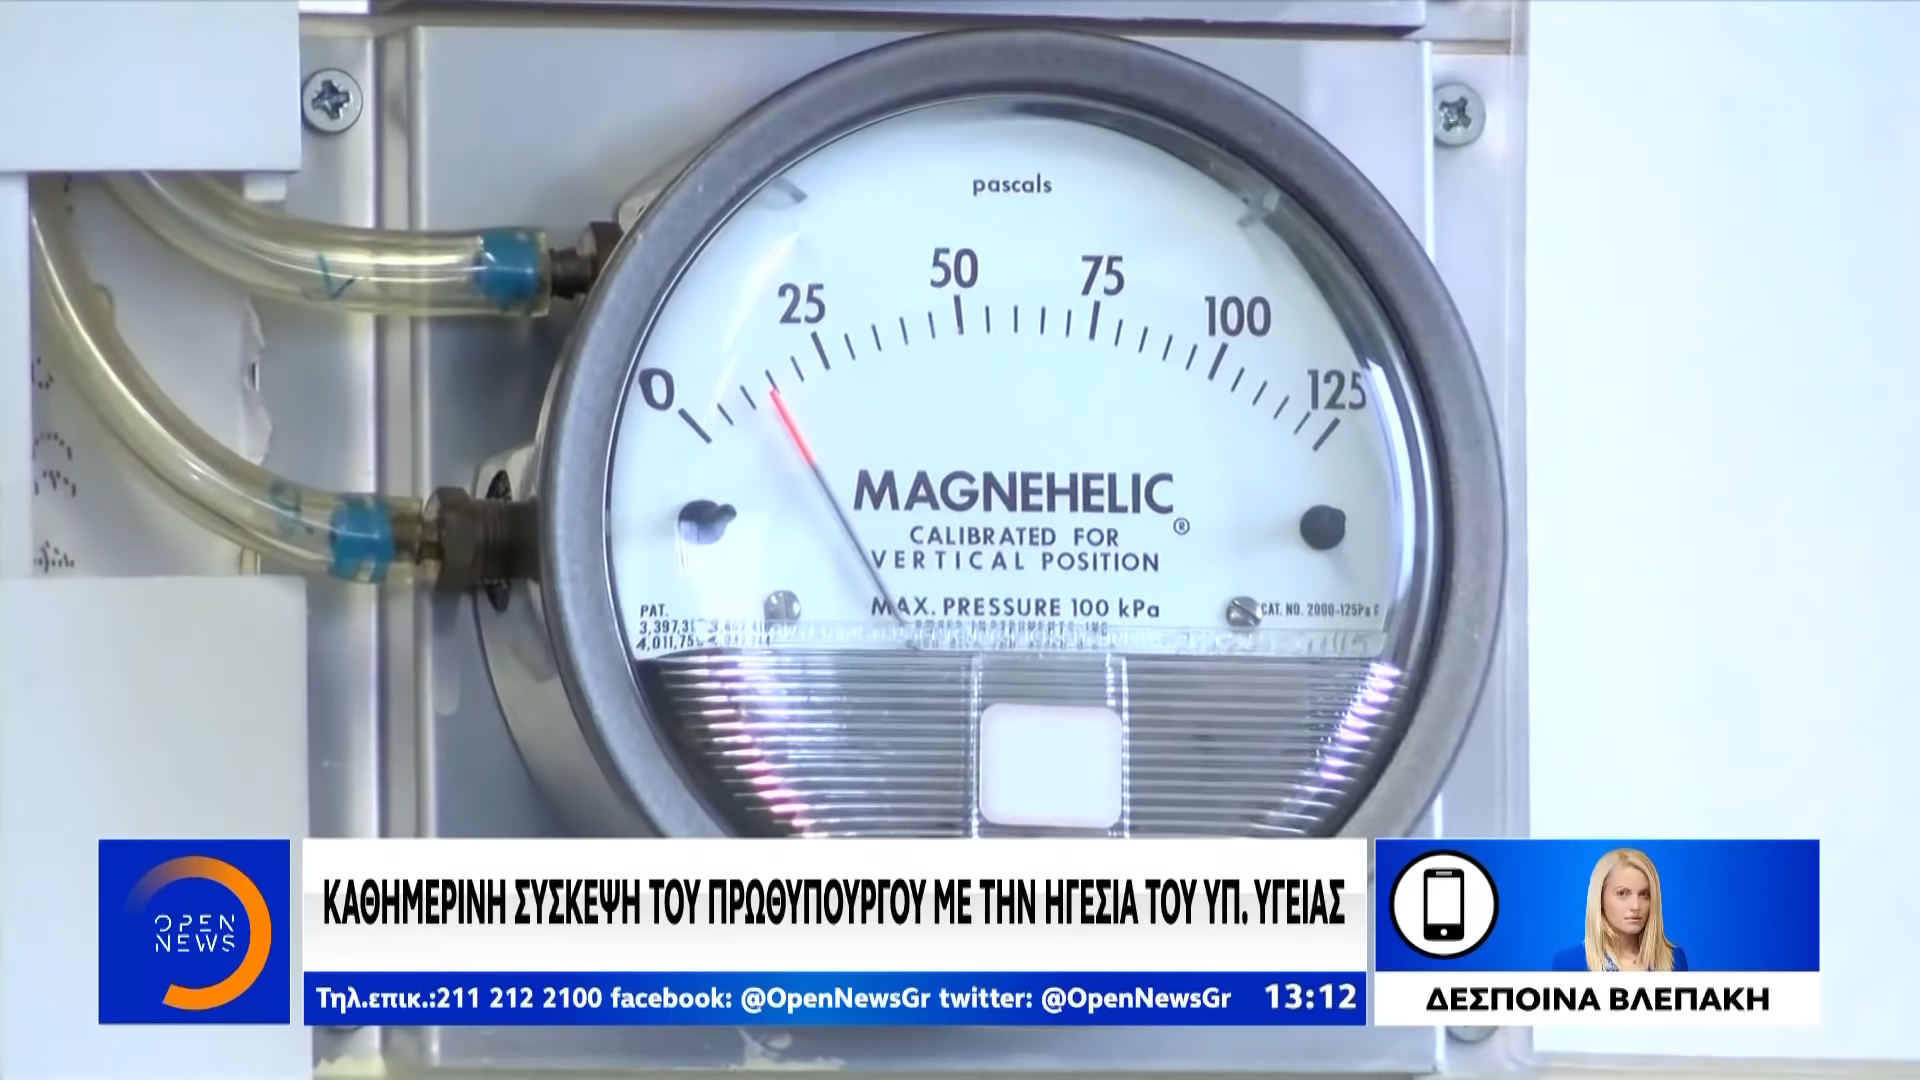 pascals
0 25 50 75 100 125
MAGNEHELIC®
CALIBRATED FOR
VERTICAL POSITION
MAX. PRESSURE 100 kPa
PAT.
CAT. NO. 2000-125Pa
OPEN
NEWS
ΚΑΘΗΜΕΡΙΝΗ ΣΥΣΚΕΨΗ ΤΟΥ ΠΡΩΘΥΠΟΥΡΓΟΥ ΜΕ ΤΗΝ ΗΓΕΣΙΑ ΤΟΥ ΥΠ. ΥΓΕΙΑΣ
Τηλ.επικ.:211 212 2100 facebook: @OpenNewsGr twitter: @OpenNewsGr 13:12
ΔΕΣΠΟΙΝΑ ΒΛΕΠΑΚΗ